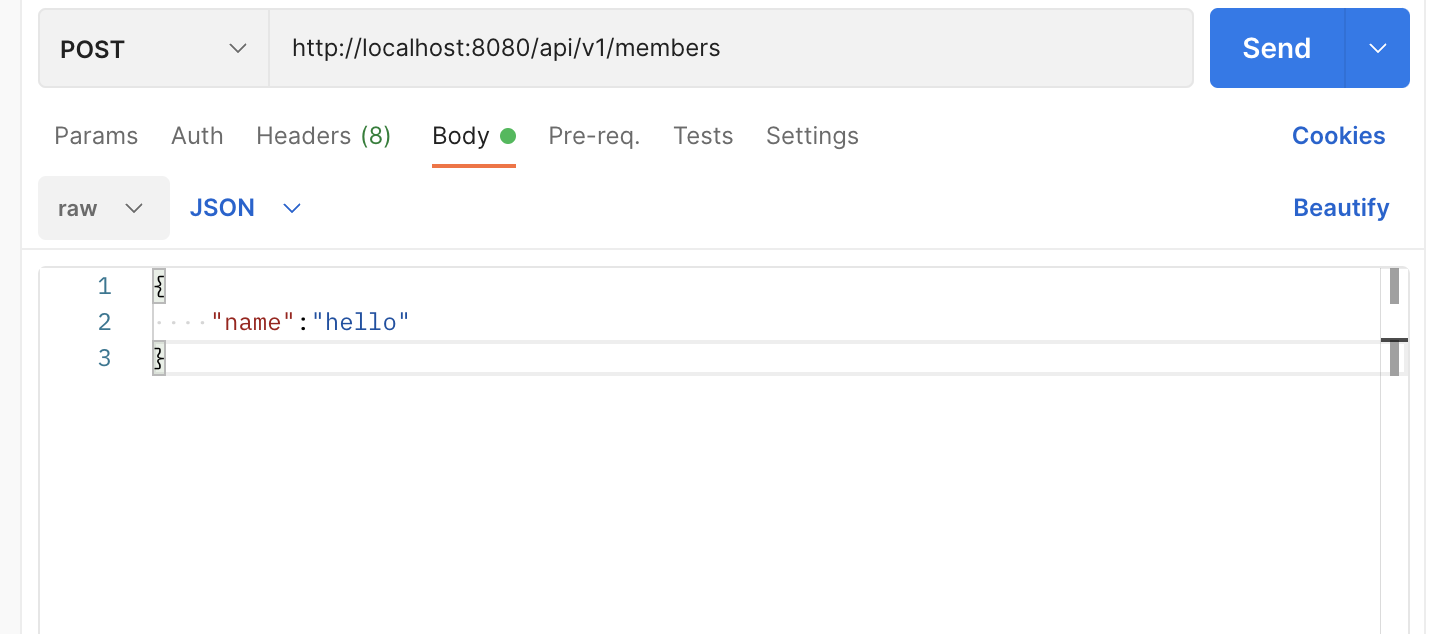 POST http://localhost:8080/api/v1/members Send
Params Auth Headers (8) Body Pre-req. Tests Settings Cookies
raw JSON Beautify
1 {
2 ····"name":"hello"
3 }